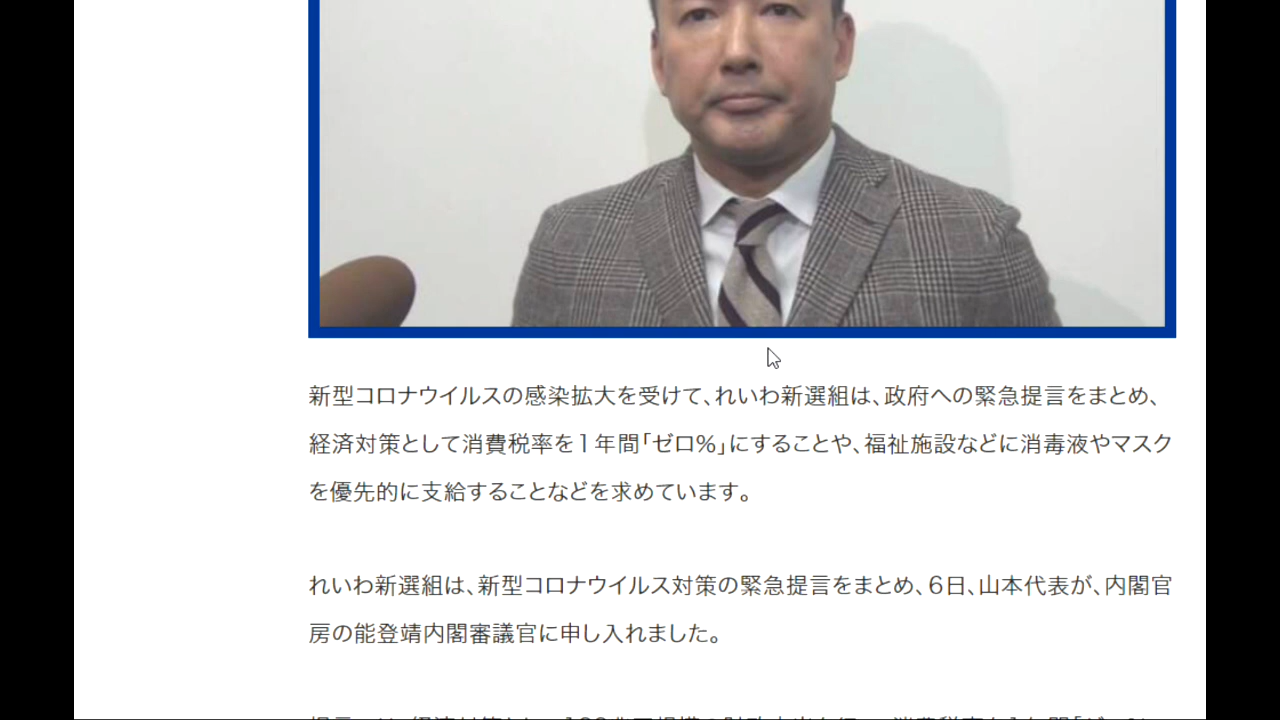 新型コロナウイルスの感染拡大を受けて、れいわ新選組は、政府への緊急提言をまとめ、
経済対策として消費税率を1年間「ゼロ%」にすることや、福祉施設などに消毒液やマスク
を優先的に支給することなどを求めています。
れいわ新選組は、新型コロナウイルス対策の緊急提言をまとめ、6日、山本代表が、内閣官
房の能登靖内閣審議官に申し入れました。